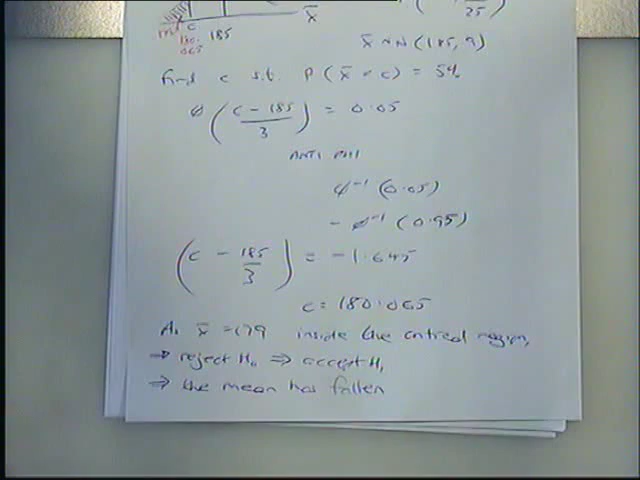 25
C X̄
180. 185
065
X̄ ~ N (185, 9)
Find c s.t. P ( X̄ < c ) = 5%
ϕ ( (c - 185) / 3 ) = 0.05
ANTI PHI
ϕ⁻¹ (0.05)
- ϕ⁻¹ (0.95)
( c - 185/3 ) = -1.645
c = 180.065
As X̄ = 179 inside the critical region,
⇒ reject H₀ ⇒ accept H₁
⇒ the mean has fallen